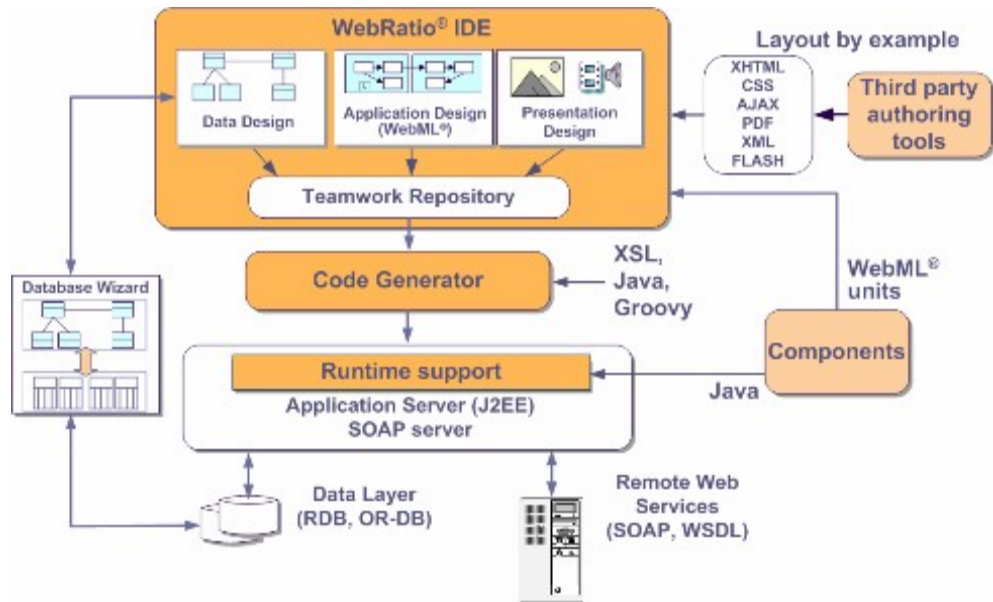 WebRatio® IDE
Layout by example
Data Design
Application Design
(WebML®)
Presentation
Design
XHTML
CSS
AJAX
PDF
XML
FLASH
Third party
authoring
tools
Teamwork Repository
Code Generator
XSL,
Java,
Groovy
WebML®
units
Database Wizard
Components
Runtime support
Java
Application Server (J2EE)
SOAP server
Data Layer
(RDB, OR-DB)
Remote Web
Services
(SOAP, WSDL)